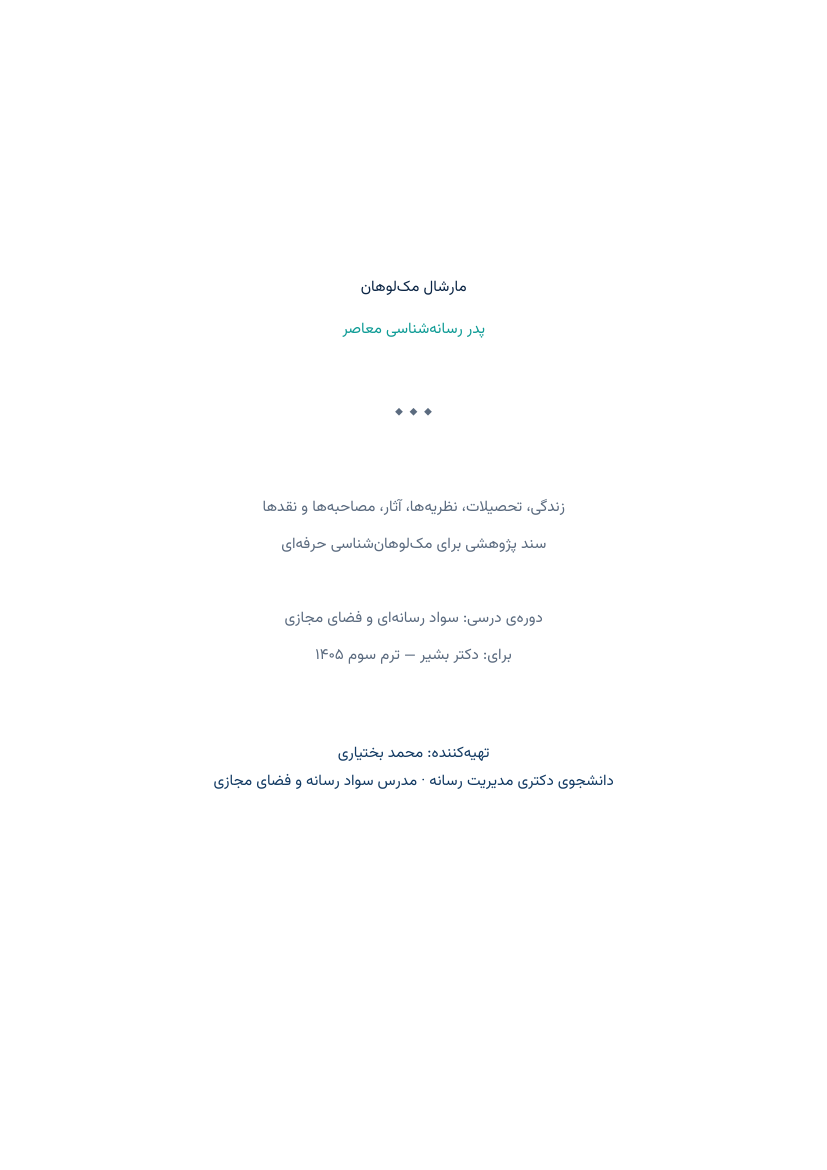 مارشال مک‌لوهان
پدر رسانه‌شناسی معاصر
◆ ◆ ◆
زندگی، تحصیلات، نظریه‌ها، آثار، مصاحبه‌ها و نقدها
سند پژوهشی برای مک‌لوهان‌شناسی حرفه‌ای
دوره‌ی درسی: سواد رسانه‌ای و فضای مجازی
برای: دکتر بشیر — ترم سوم ۱۴۰۵
تهیه‌کننده: محمد بختیاری
دانشجوی دکتری مدیریت رسانه · مدرس سواد رسانه و فضای مجازی